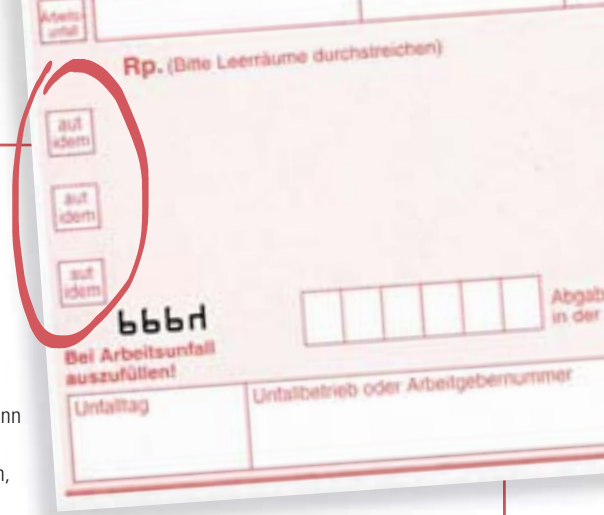 Arbeits-
unfall
Rp. (Bitte Leerräume durchstreichen)
aut
idem
aut
idem
aut
idem
Abgab
in der
Bei Arbeitsunfall
auszufüllen!
Unfalltag
Unfallbetrieb oder Arbeitgebernummer
nn
n,